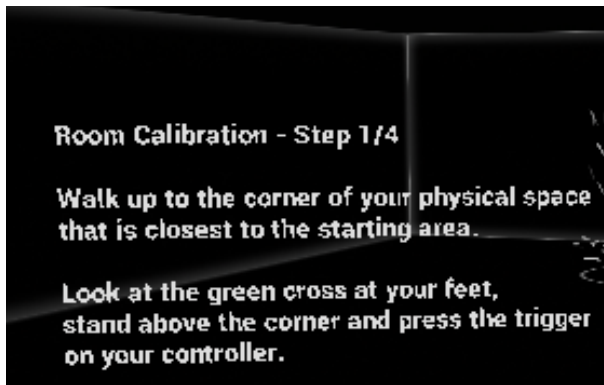 Room Calibration - Step 1/4
Walk up to the corner of your physical space
that is closest to the starting area.
Look at the green cross at your feet,
stand above the corner and press the trigger
on your controller.